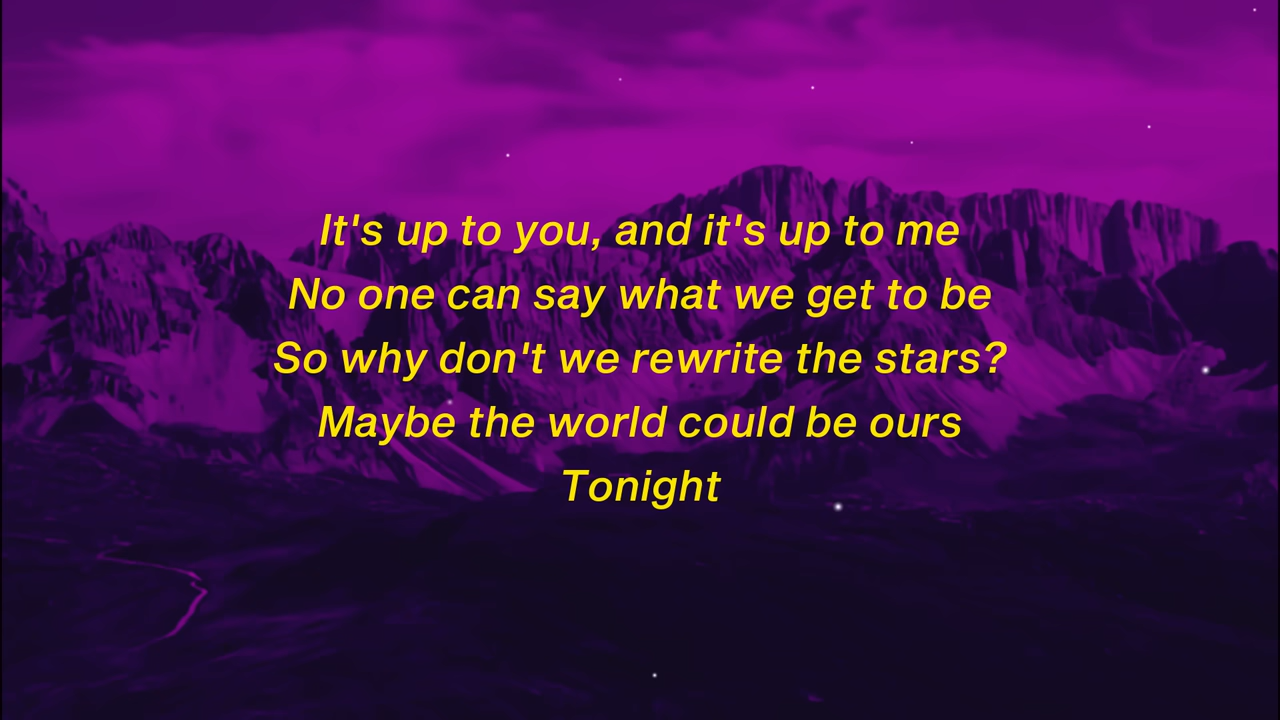 It's up to you, and it's up to me
No one can say what we get to be
So why don't we rewrite the stars?
Maybe the world could be ours
Tonight